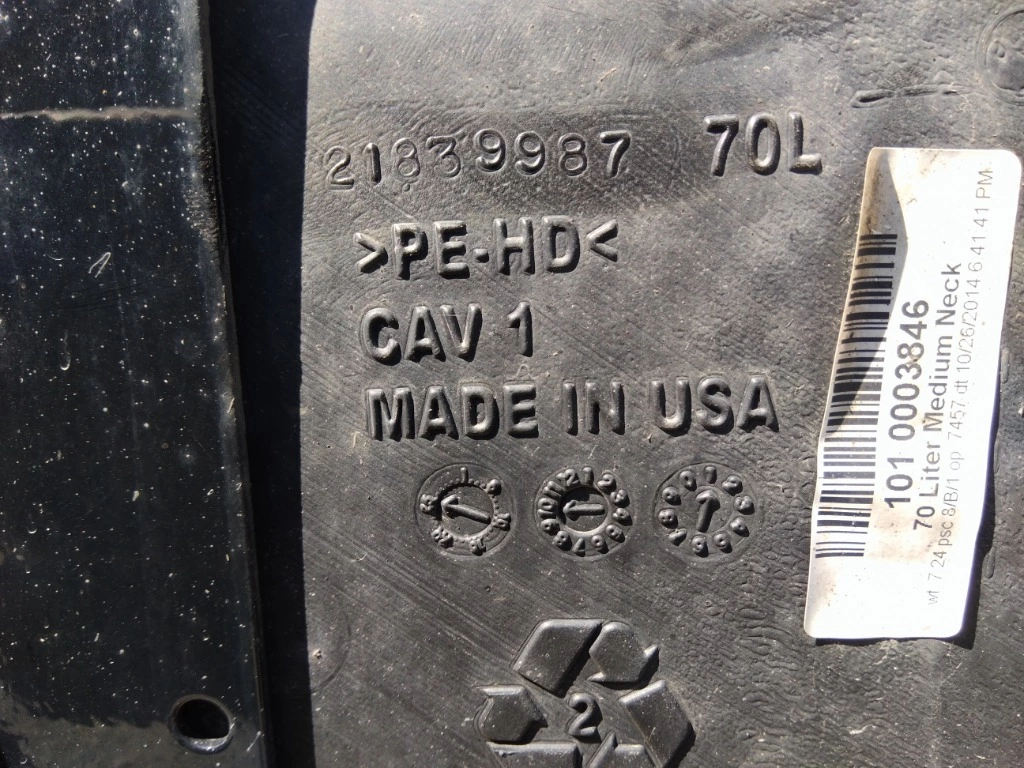 21839987 70L
>PE-HD<
CAV 1
MADE IN USA
2
101 0003846
70 Liter Medium Neck
wt 7 24 psc 8/B/1 op 7457 dt 10/26/2014 6 41 41 PM